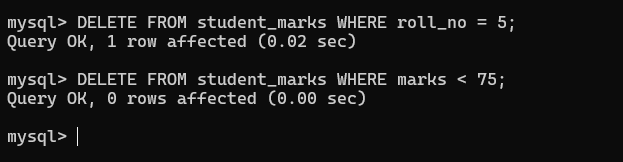 mysql> DELETE FROM student_marks WHERE roll_no = 5;
Query OK, 1 row affected (0.02 sec)
mysql> DELETE FROM student_marks WHERE marks < 75;
Query OK, 0 rows affected (0.00 sec)
mysql>